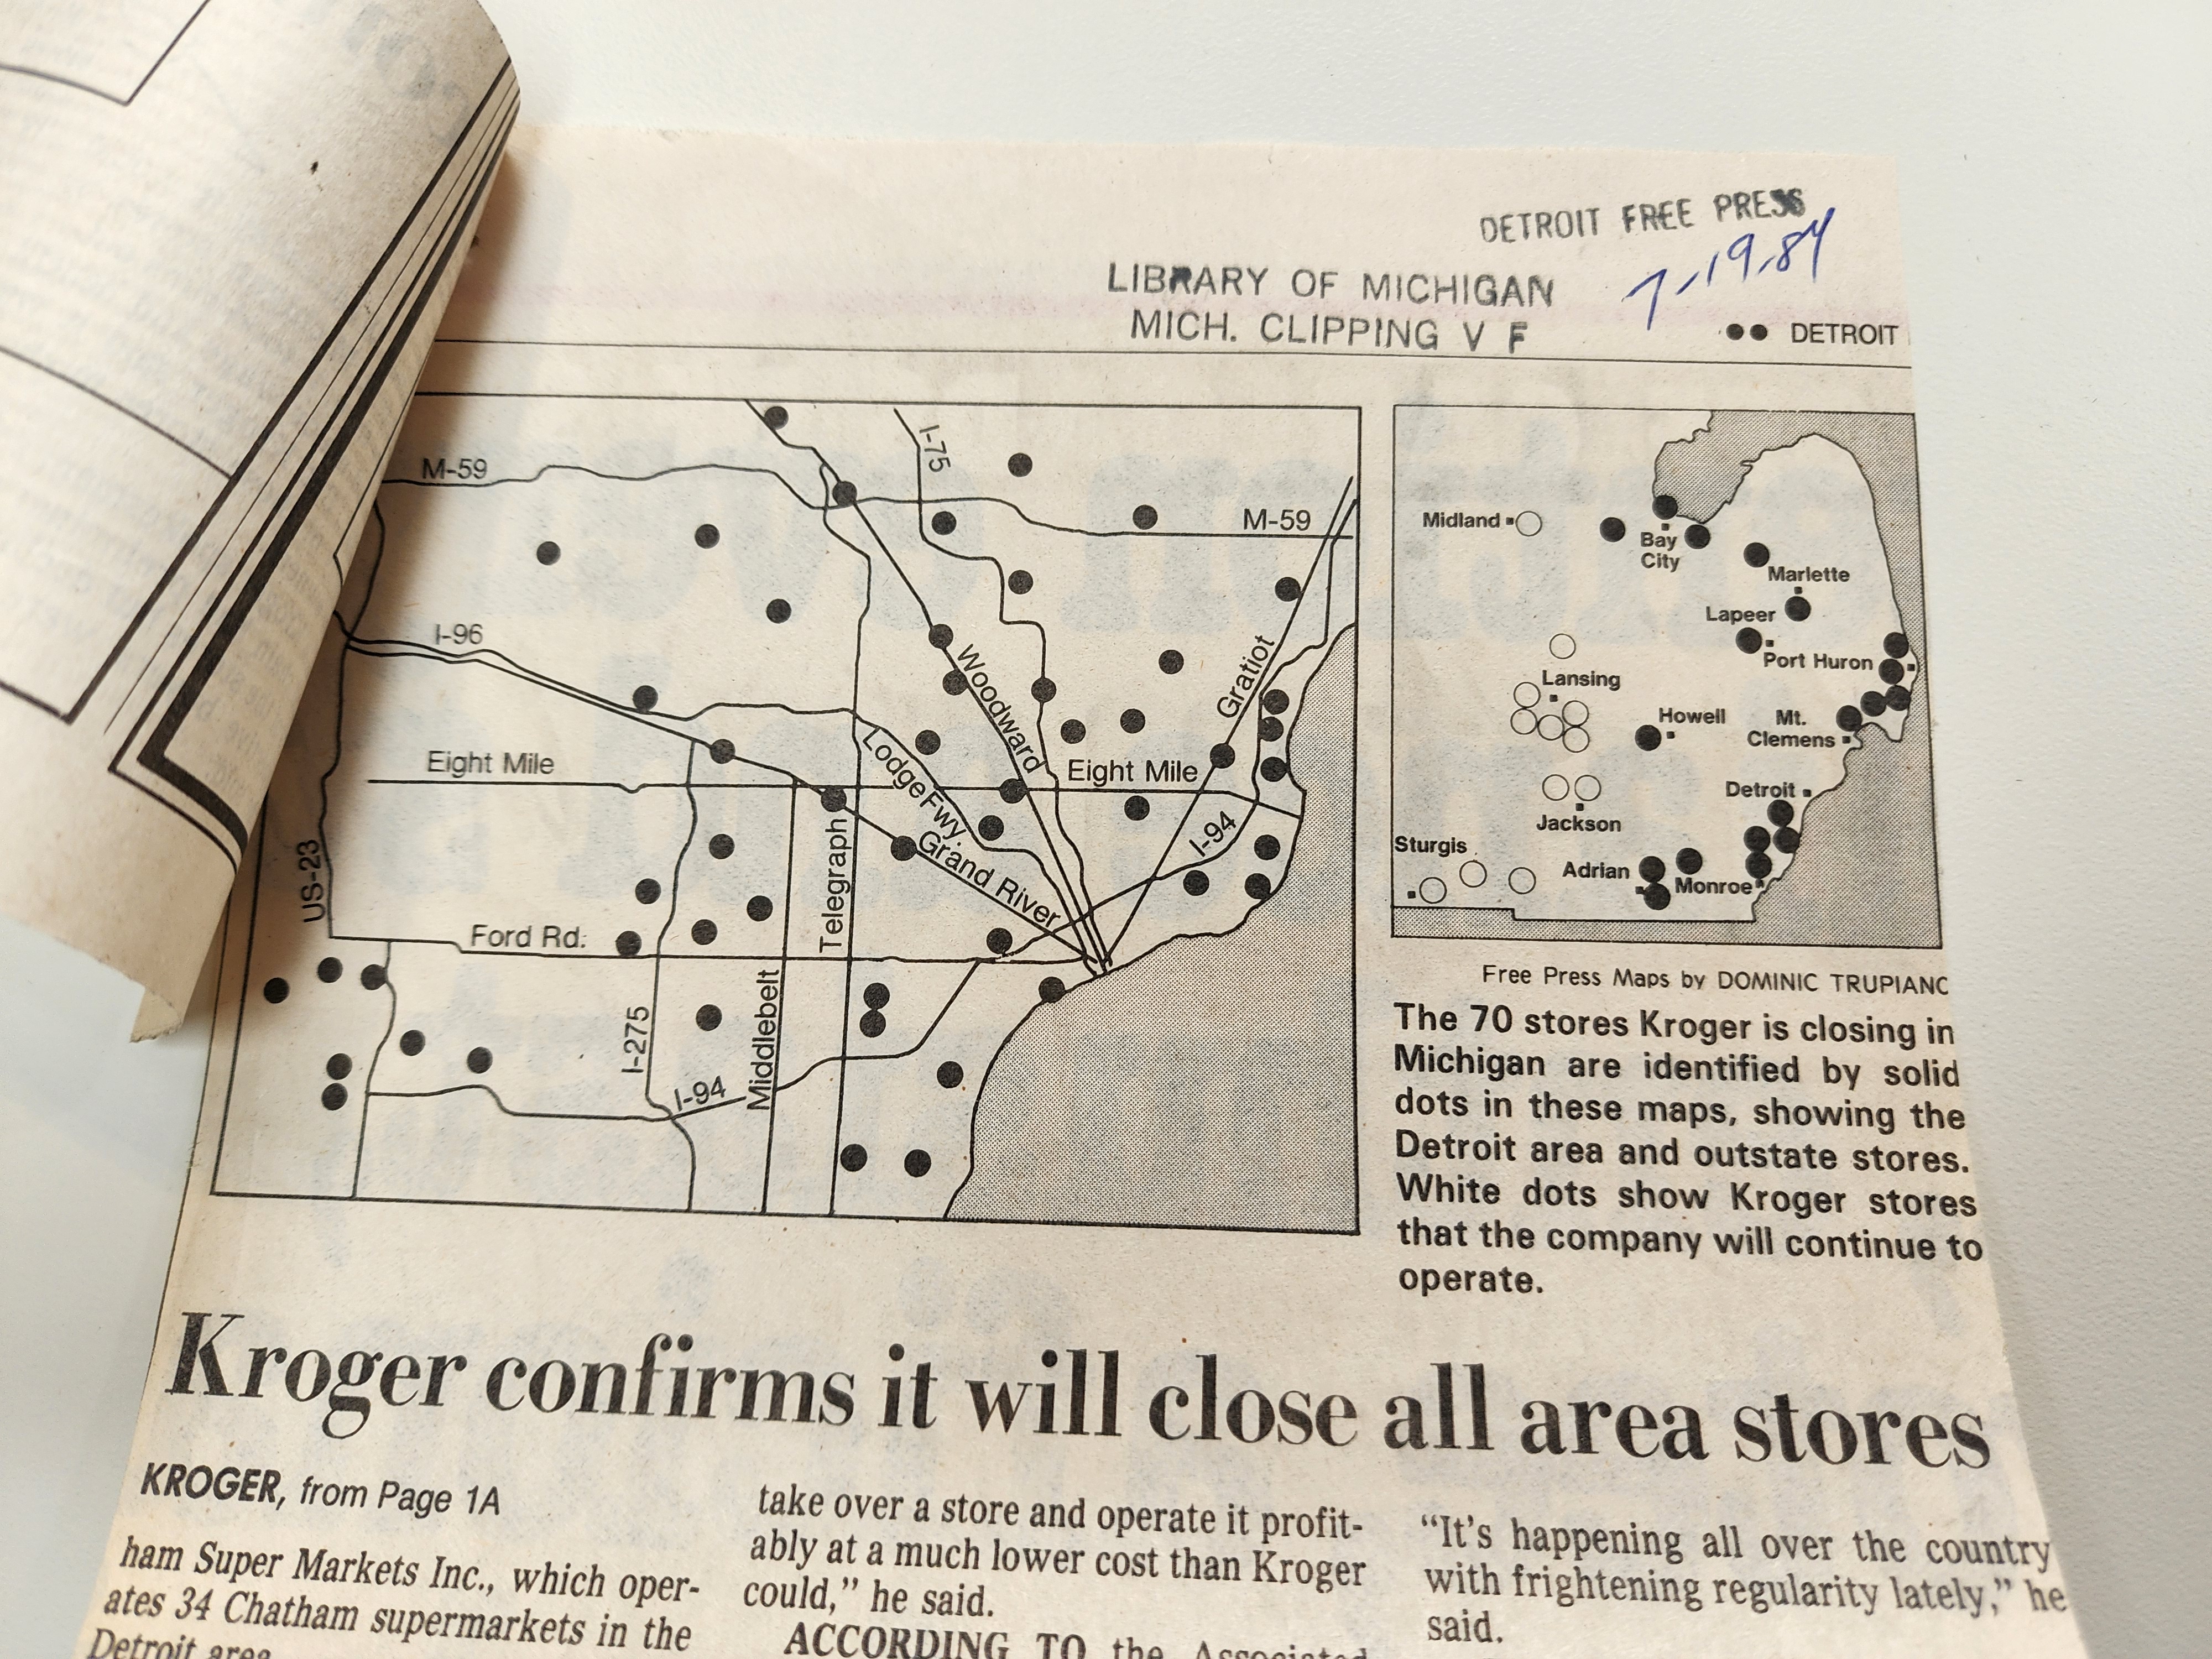 DETROIT FREE PRESS
7-19-84
LIBRARY OF MICHIGAN
MICH. CLIPPING V F
●● DETROIT
I-75
M-59
M-59
I-96
Woodward
Gratiot
Eight Mile
Lodge Fwy.
Eight Mile
I-94
US-23
Telegraph
Grand River
Ford Rd.
Middlebelt
I-275
I-94
Midland
Bay
City
Marlette
Lapeer
Port Huron
Lansing
Howell
Mt.
Clemens
Detroit
Jackson
Sturgis
Adrian
Monroe
Free Press Maps by DOMINIC TRUPIANO
The 70 stores Kroger is closing in
Michigan are identified by solid
dots in these maps, showing the
Detroit area and outstate stores.
White dots show Kroger stores
that the company will continue to
operate.
Kroger confirms it will close all area stores
KROGER, from Page 1A
ham Super Markets Inc., which oper-
ates 34 Chatham supermarkets in the
Detroit area
take over a store and operate it profit-
ably at a much lower cost than Kroger
could,” he said.
ACCORDING TO the Associated
“It's happening all over the country
with frightening regularity lately,” he
said.